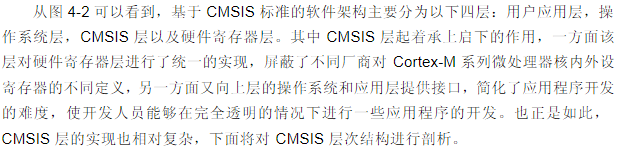 从图 4-2 可以看到，基于 CMSIS 标准的软件架构主要分为以下四层：用户应用层，操
作系统层，CMSIS 层以及硬件寄存器层。其中 CMSIS 层起着承上启下的作用，一方面该
层对硬件寄存器层进行了统一的实现，屏蔽了不同厂商对 Cortex-M 系列微处理器核内外设
寄存器的不同定义，另一方面又向上层的操作系统和应用层提供接口，简化了应用程序开发
的难度，使开发人员能够在完全透明的情况下进行一些应用程序的开发。也正是如此，
CMSIS 层的实现也相对复杂，下面将对 CMSIS 层次结构进行剖析。